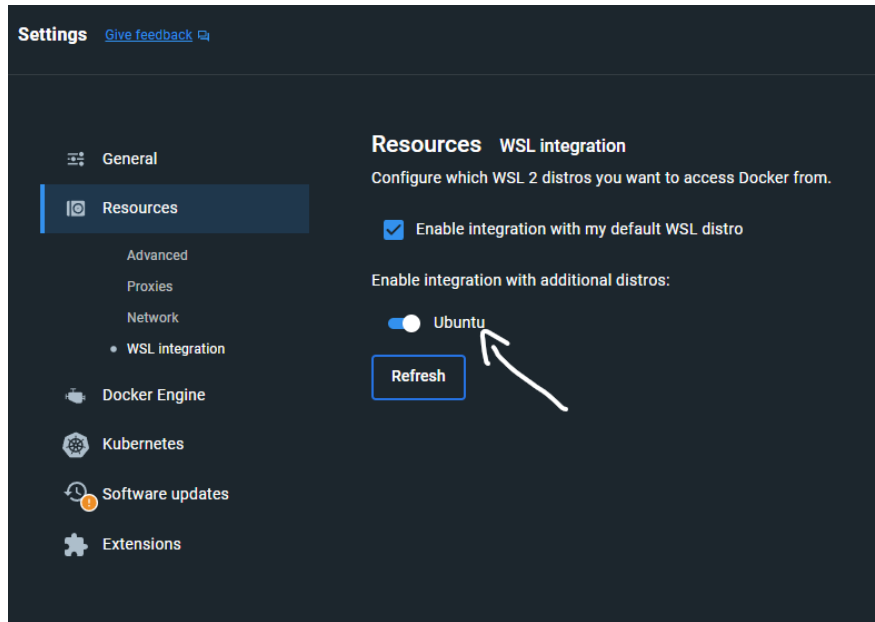 Settings Give feedback
General
Resources
Advanced
Proxies
Network
WSL integration
Docker Engine
Kubernetes
Software updates
Extensions
Resources WSL integration
Configure which WSL 2 distros you want to access Docker from.
Enable integration with my default WSL distro
Enable integration with additional distros:
Ubuntu
Refresh